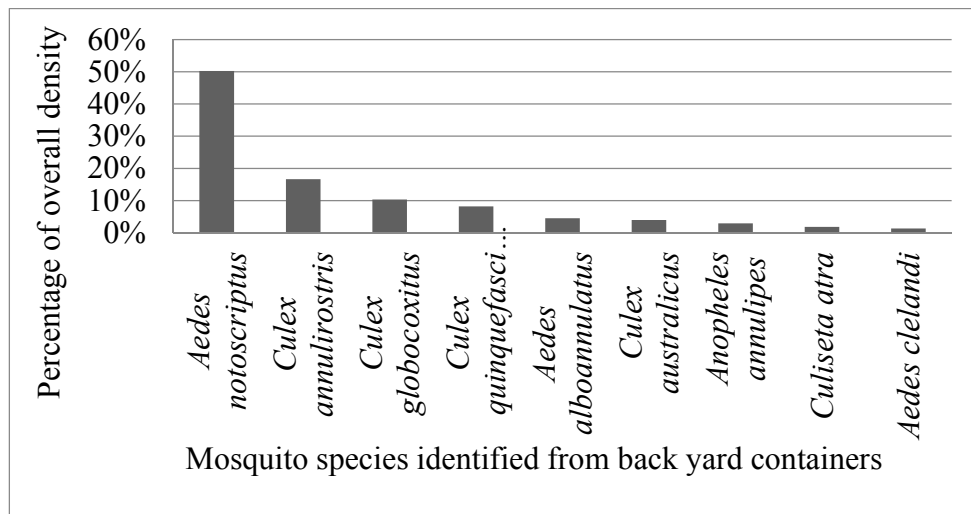 Percentage of overall density
60%
50%
40%
30%
20%
10%
0%
Aedes
notoscriptus
Culex
annulirostris
Culex
globocoxitus
Culex
quinquefasci…
Aedes
alboannulatus
Culex
australicus
Anopheles
annulipes
Culiseta atra
Aedes clelandi
Mosquito species identified from back yard containers